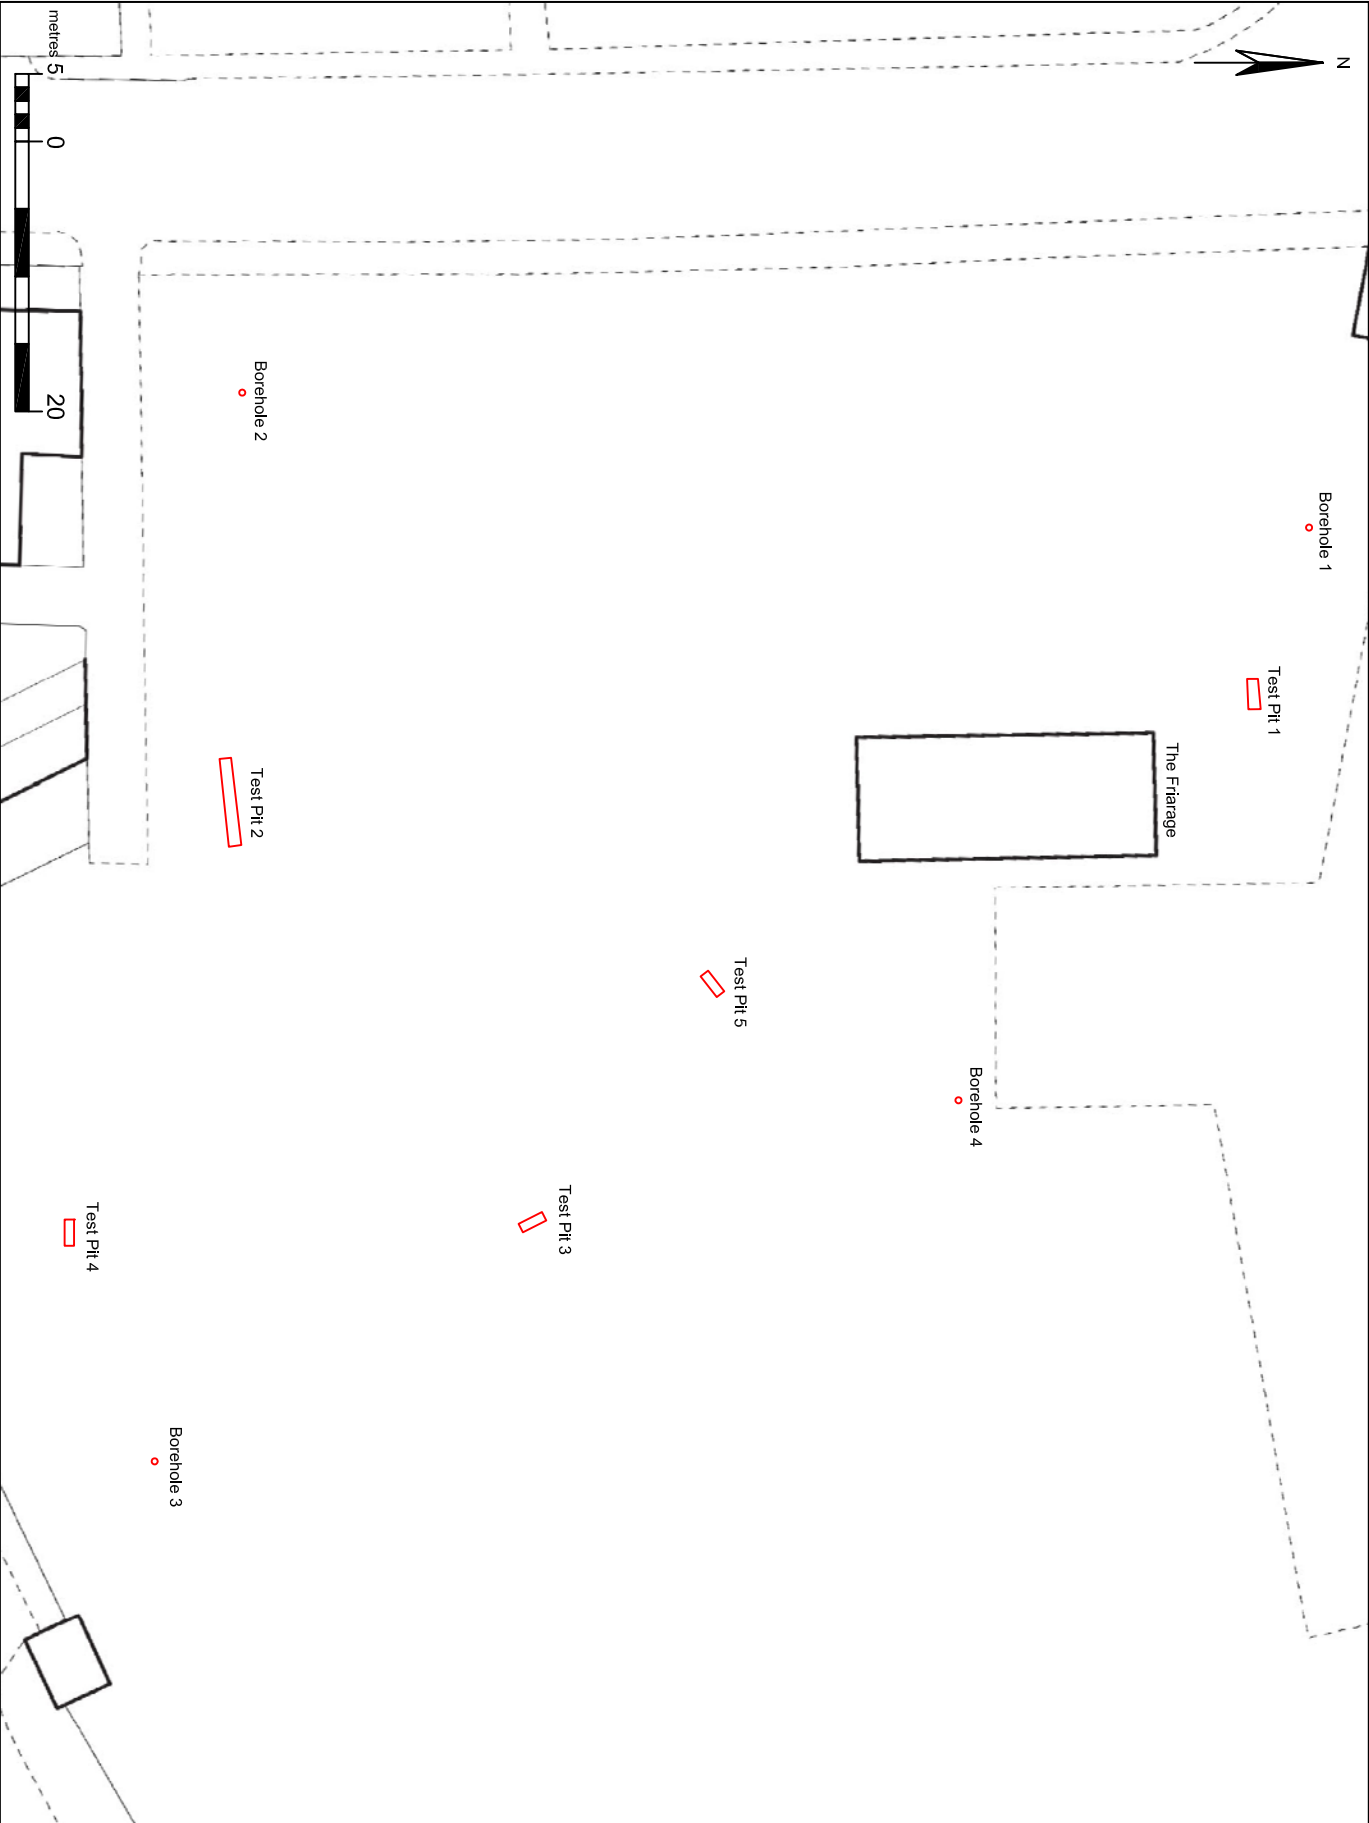 N
Borehole 1
Test Pit 1
The Friarage
Borehole 4
Test Pit 5
Test Pit 3
Borehole 2
Test Pit 2
Borehole 3
Test Pit 4
metres 5 0 20